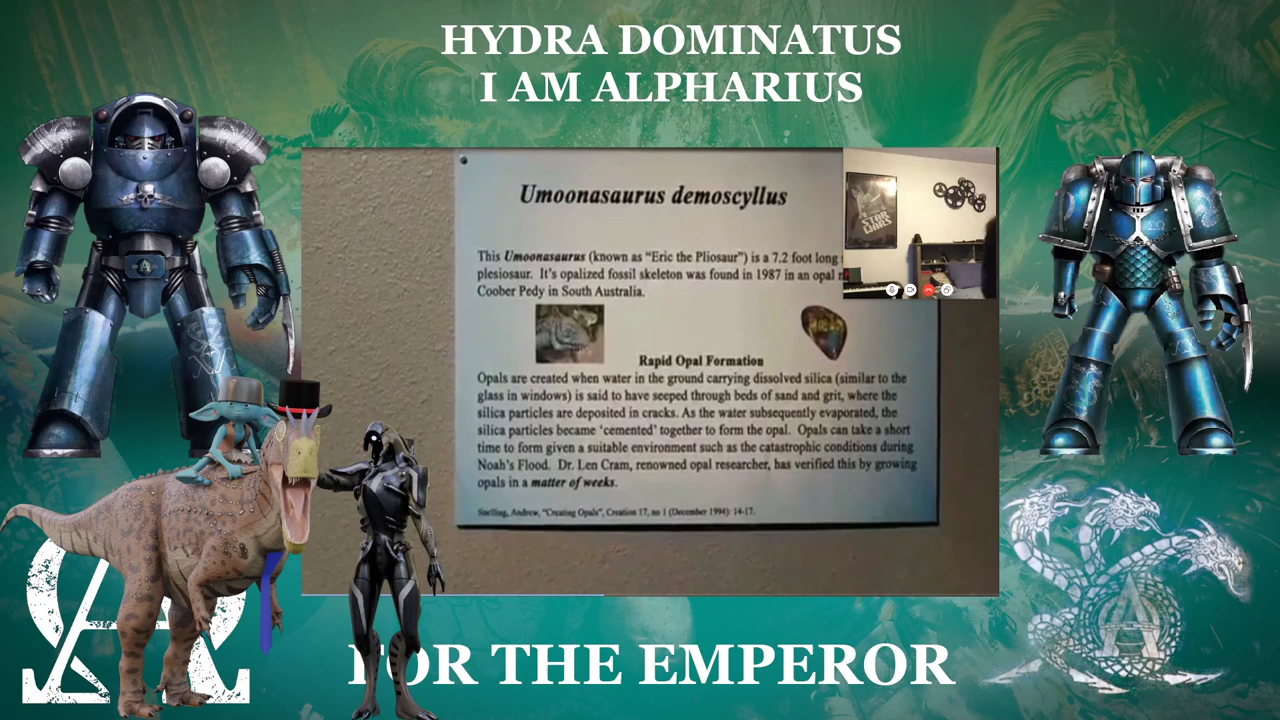 HYDRA DOMINATUS
I AM ALPHARIUS
Umoonasaurus demoscyllus
This Umoonasaurus (known as “Eric the Pliosaur”) is a 7.2 foot long
plesiosaur. It’s opalized fossil skeleton was found in 1987 in an opal
Coober Pedy in South Australia.
STAR
WARS
Rapid Opal Formation
Opals are created when water in the ground carrying dissolved silica (similar to the
glass in windows) is said to have seeped through beds of sand and grit, where the
silica particles are deposited in cracks. As the water subsequently evaporated, the
silica particles became ‘cemented’ together to form the opal. Opals can take a short
time to form given a suitable environment such as the catastrophic conditions during
Noah’s Flood. Dr. Len Cram, renowned opal researcher, has verified this by growing
opals in a matter of weeks.
Snelling, Andrew, “Creating Opals”, Creation 17, no 1 (December 1994): 14-17.
FOR THE EMPEROR